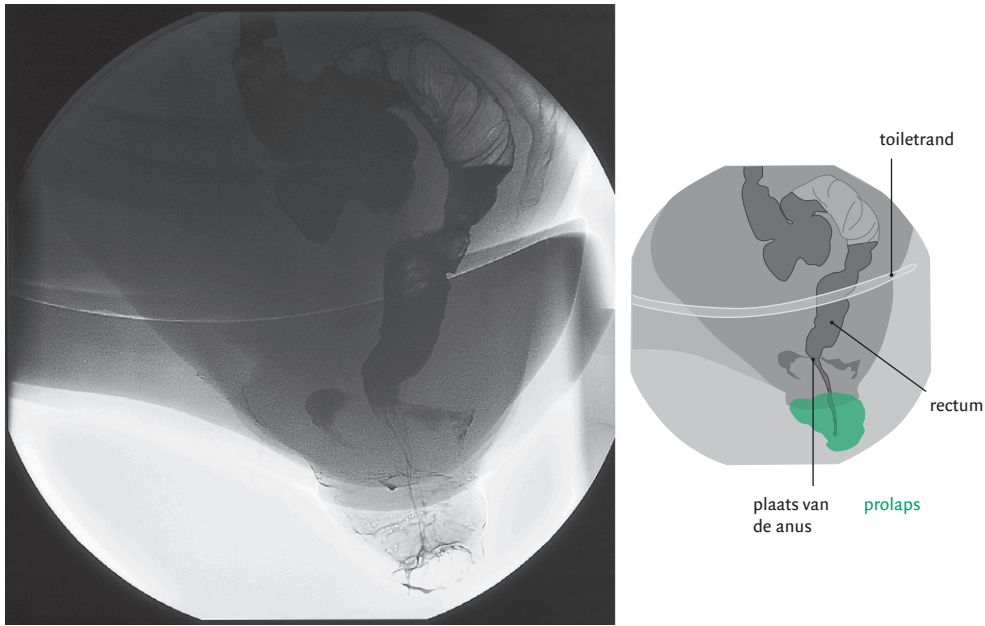 toiletrand
rectum
plaats van
de anus
prolaps